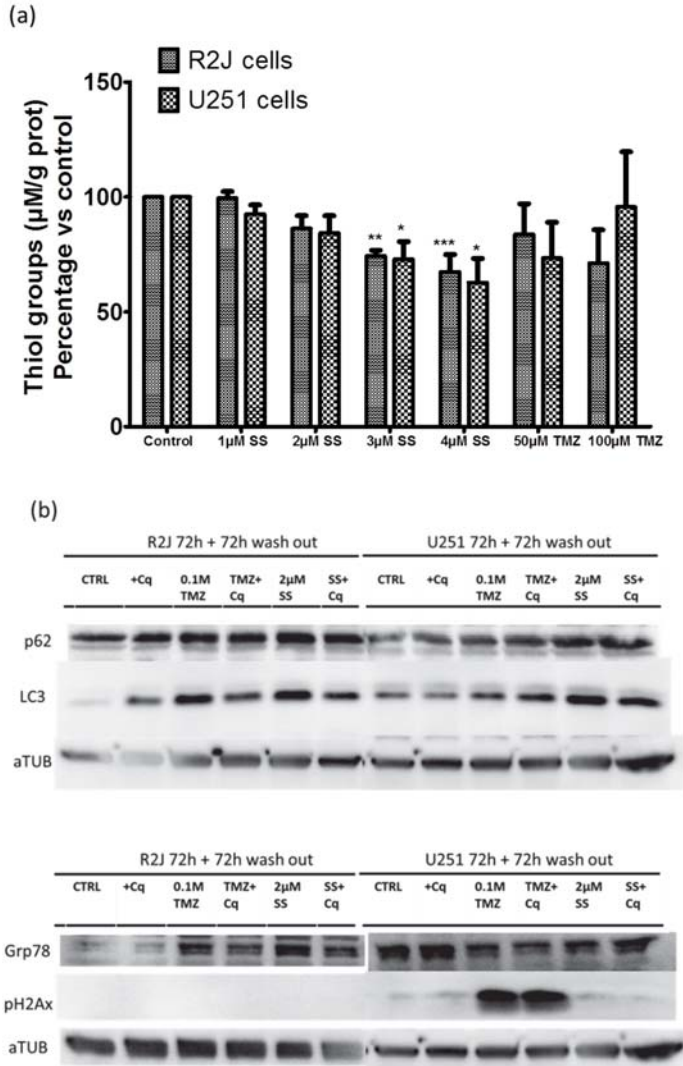 (a)
R2J cells
U251 cells
Thiol groups (µM/g prot)
Percentage vs control
150
100
50
0
** * *** *
Control 1µM SS 2µM SS 3µM SS 4µM SS 50µM TMZ 100µM TMZ
(b)
R2J 72h + 72h wash out U251 72h + 72h wash out
CTRL +Cq 0.1M TMZ TMZ+ Cq 2µM SS SS+ Cq CTRL +Cq 0.1M TMZ TMZ+ Cq 2µM SS SS+ Cq
p62
LC3
aTUB
R2J 72h + 72h wash out U251 72h + 72h wash out
CTRL +Cq 0.1M TMZ TMZ+ Cq 2µM SS SS+ Cq CTRL +Cq 0.1M TMZ TMZ+ Cq 2µM SS SS+ Cq
Grp78
pH2Ax
aTUB